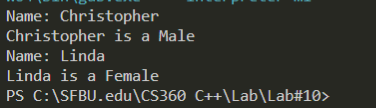 Name: Christopher
Christopher is a Male
Name: Linda
Linda is a Female
PS C:\SFBU.edu\CS360 C++\Lab\Lab#10>